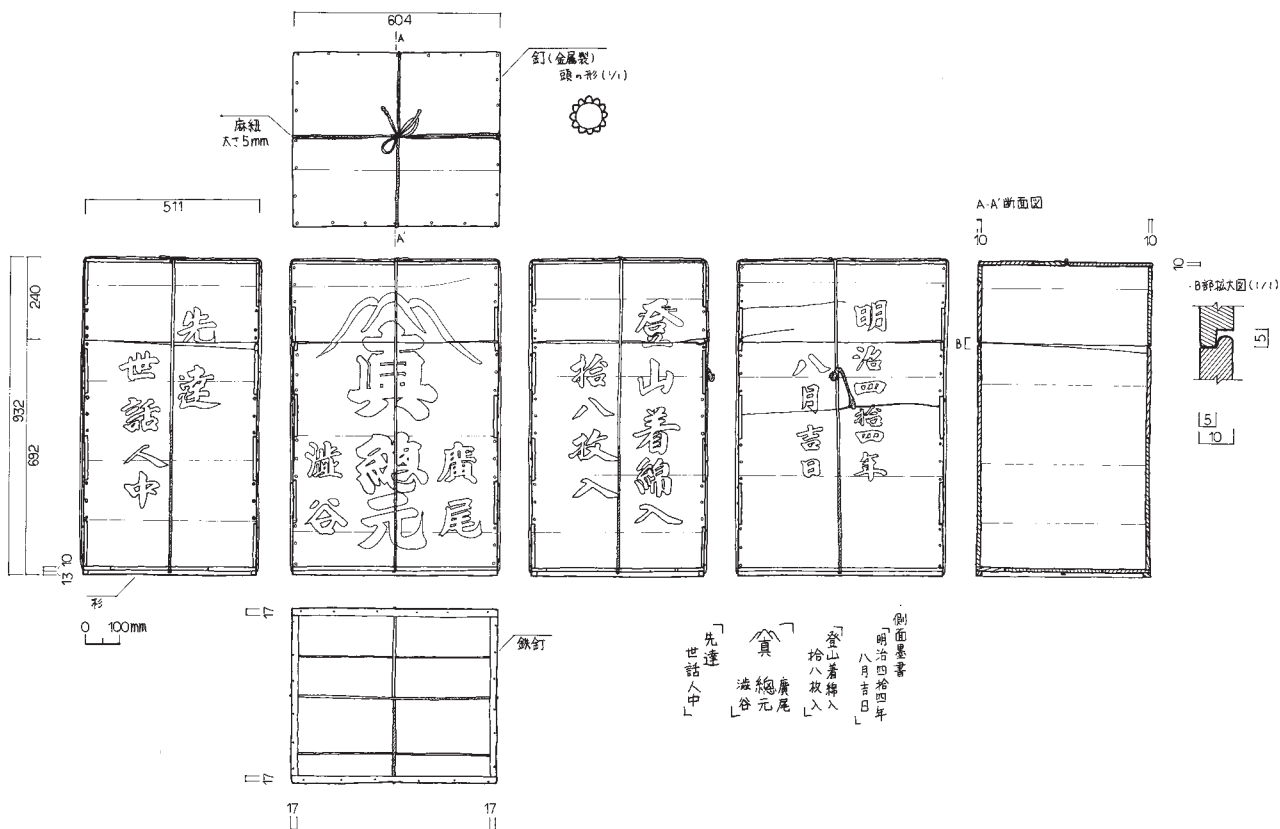 604
A
釘(金属製)
頭の形(1/1)
麻紐
太さ5mm
A'
511
240
692
932
10
13
杉
0 100mm
先達
世話人中
真
總元
廣尾
澁谷
登山着綿入
拾八枚入
明治四拾四年
八月吉日
B
A-A'断面図
10
10
10
B部拡大図(1/1)
5
5
10
17
17
17
17
鉄釘
側面墨書
「明治四拾四年
八月吉日」
「登山着綿入
拾八枚入」
「
廣尾
真 總元
澁谷」
「先達
世話人中」